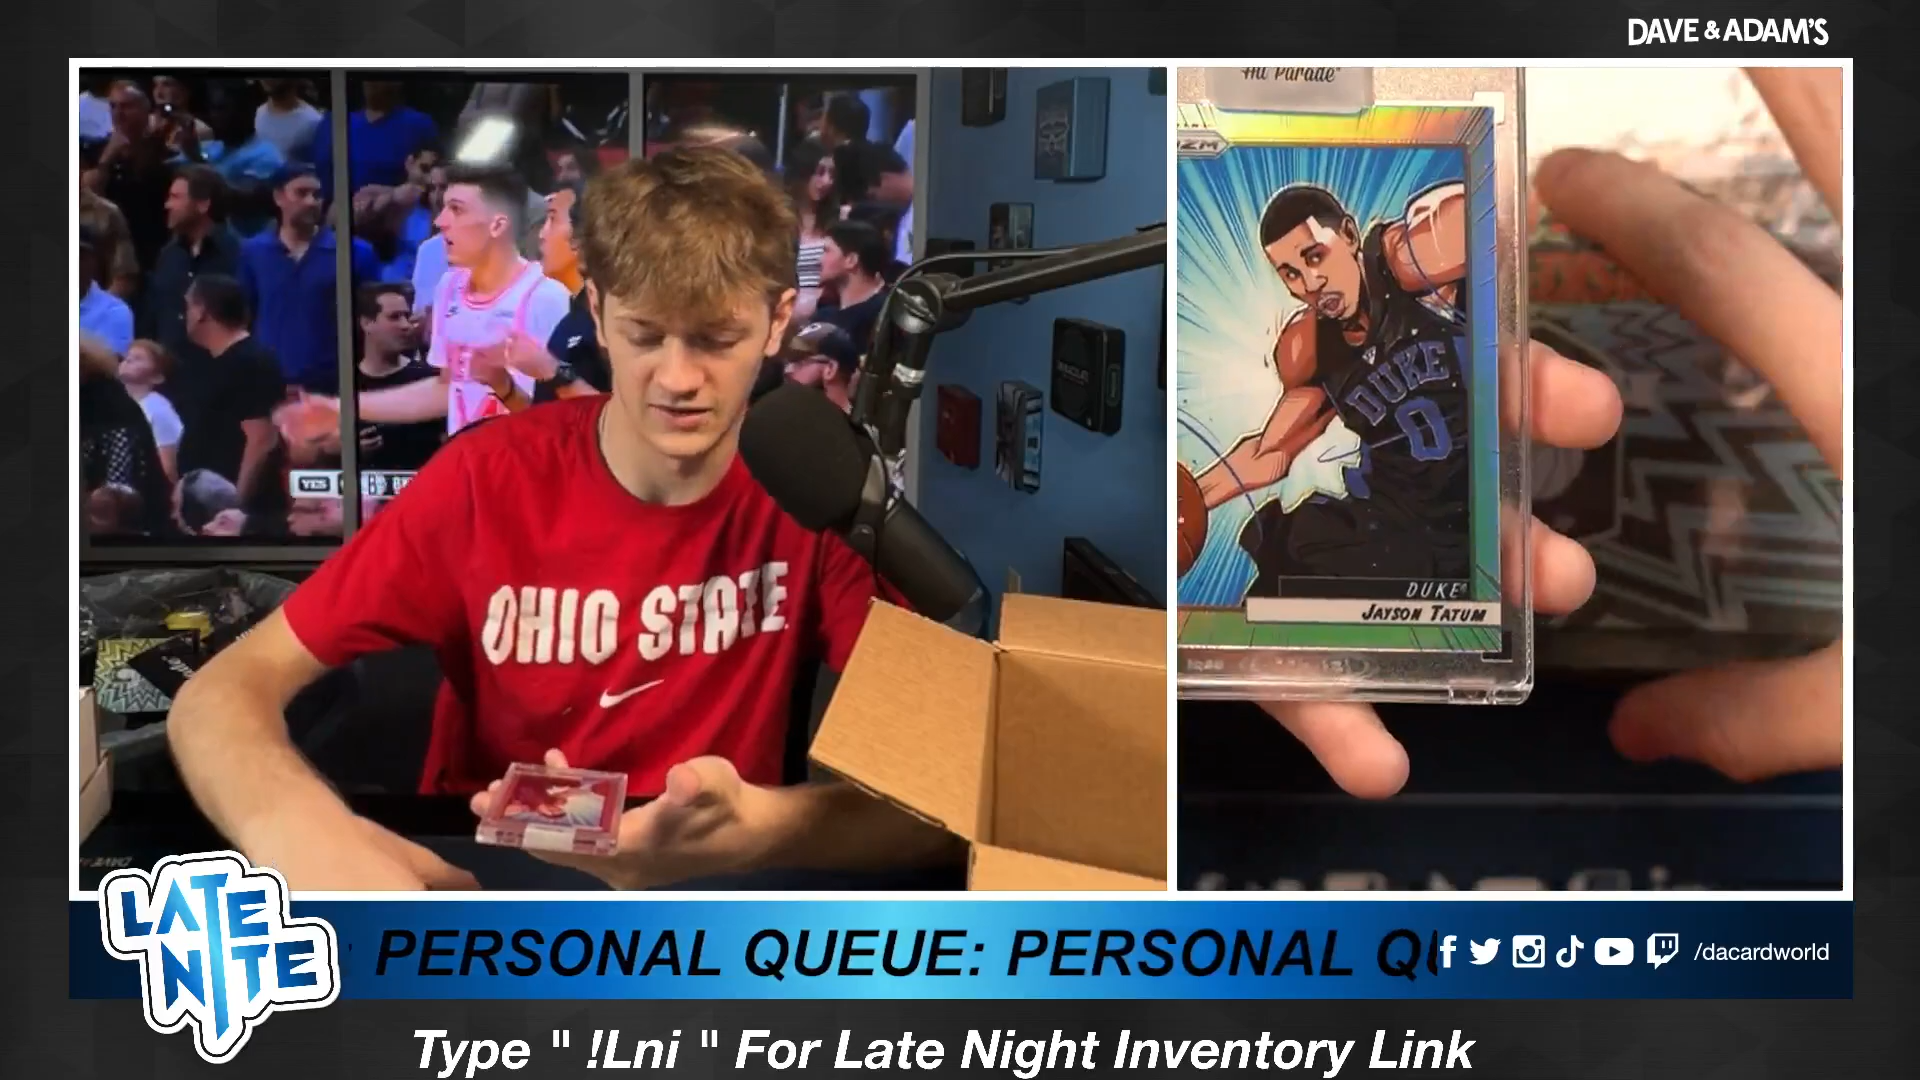 DAVE & ADAM'S
Hit Parade
YES
OHIO STATE
DUKE
0
DUKE
JAYSON TATUM
LATE
NITE
PERSONAL QUEUE: PERSONAL QU
/dacardworld
Type " !Lni " For Late Night Inventory Link